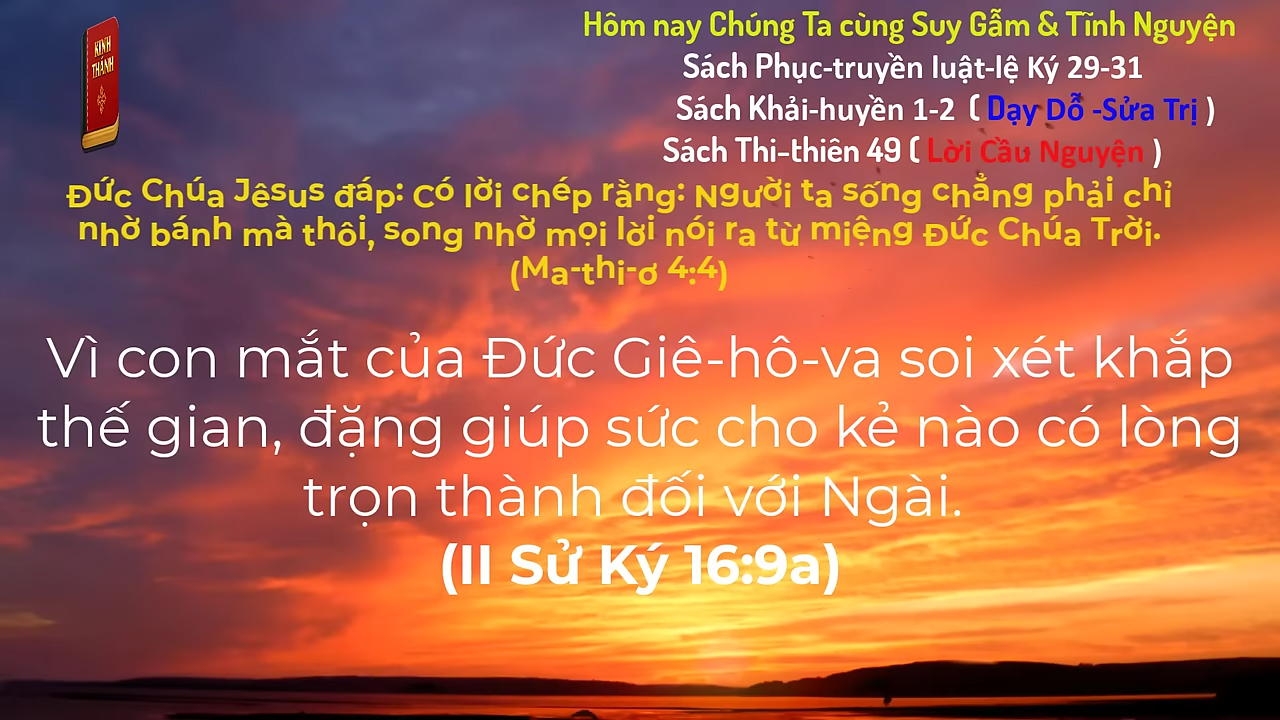 KINH
THÁNH
Hôm nay Chúng Ta cùng Suy Gẫm & Tĩnh Nguyện
Sách Phục-truyền luật-lệ Ký 29-31
Sách Khải-huyền 1-2 ( Dạy Dỗ -Sửa Trị )
Sách Thi-thiên 49 ( Lời Cầu Nguyện )
Đức Chúa Jêsus đáp: Có lời chép rằng: Người ta sống chẳng phải chỉ
nhờ bánh mà thôi, song nhờ mọi lời nói ra từ miệng Đức Chúa Trời.
(Ma-thi-ơ 4:4)
Vì con mắt của Đức Giê-hô-va soi xét khắp
thế gian, đặng giúp sức cho kẻ nào có lòng
trọn thành đối với Ngài.
(II Sử Ký 16:9a)